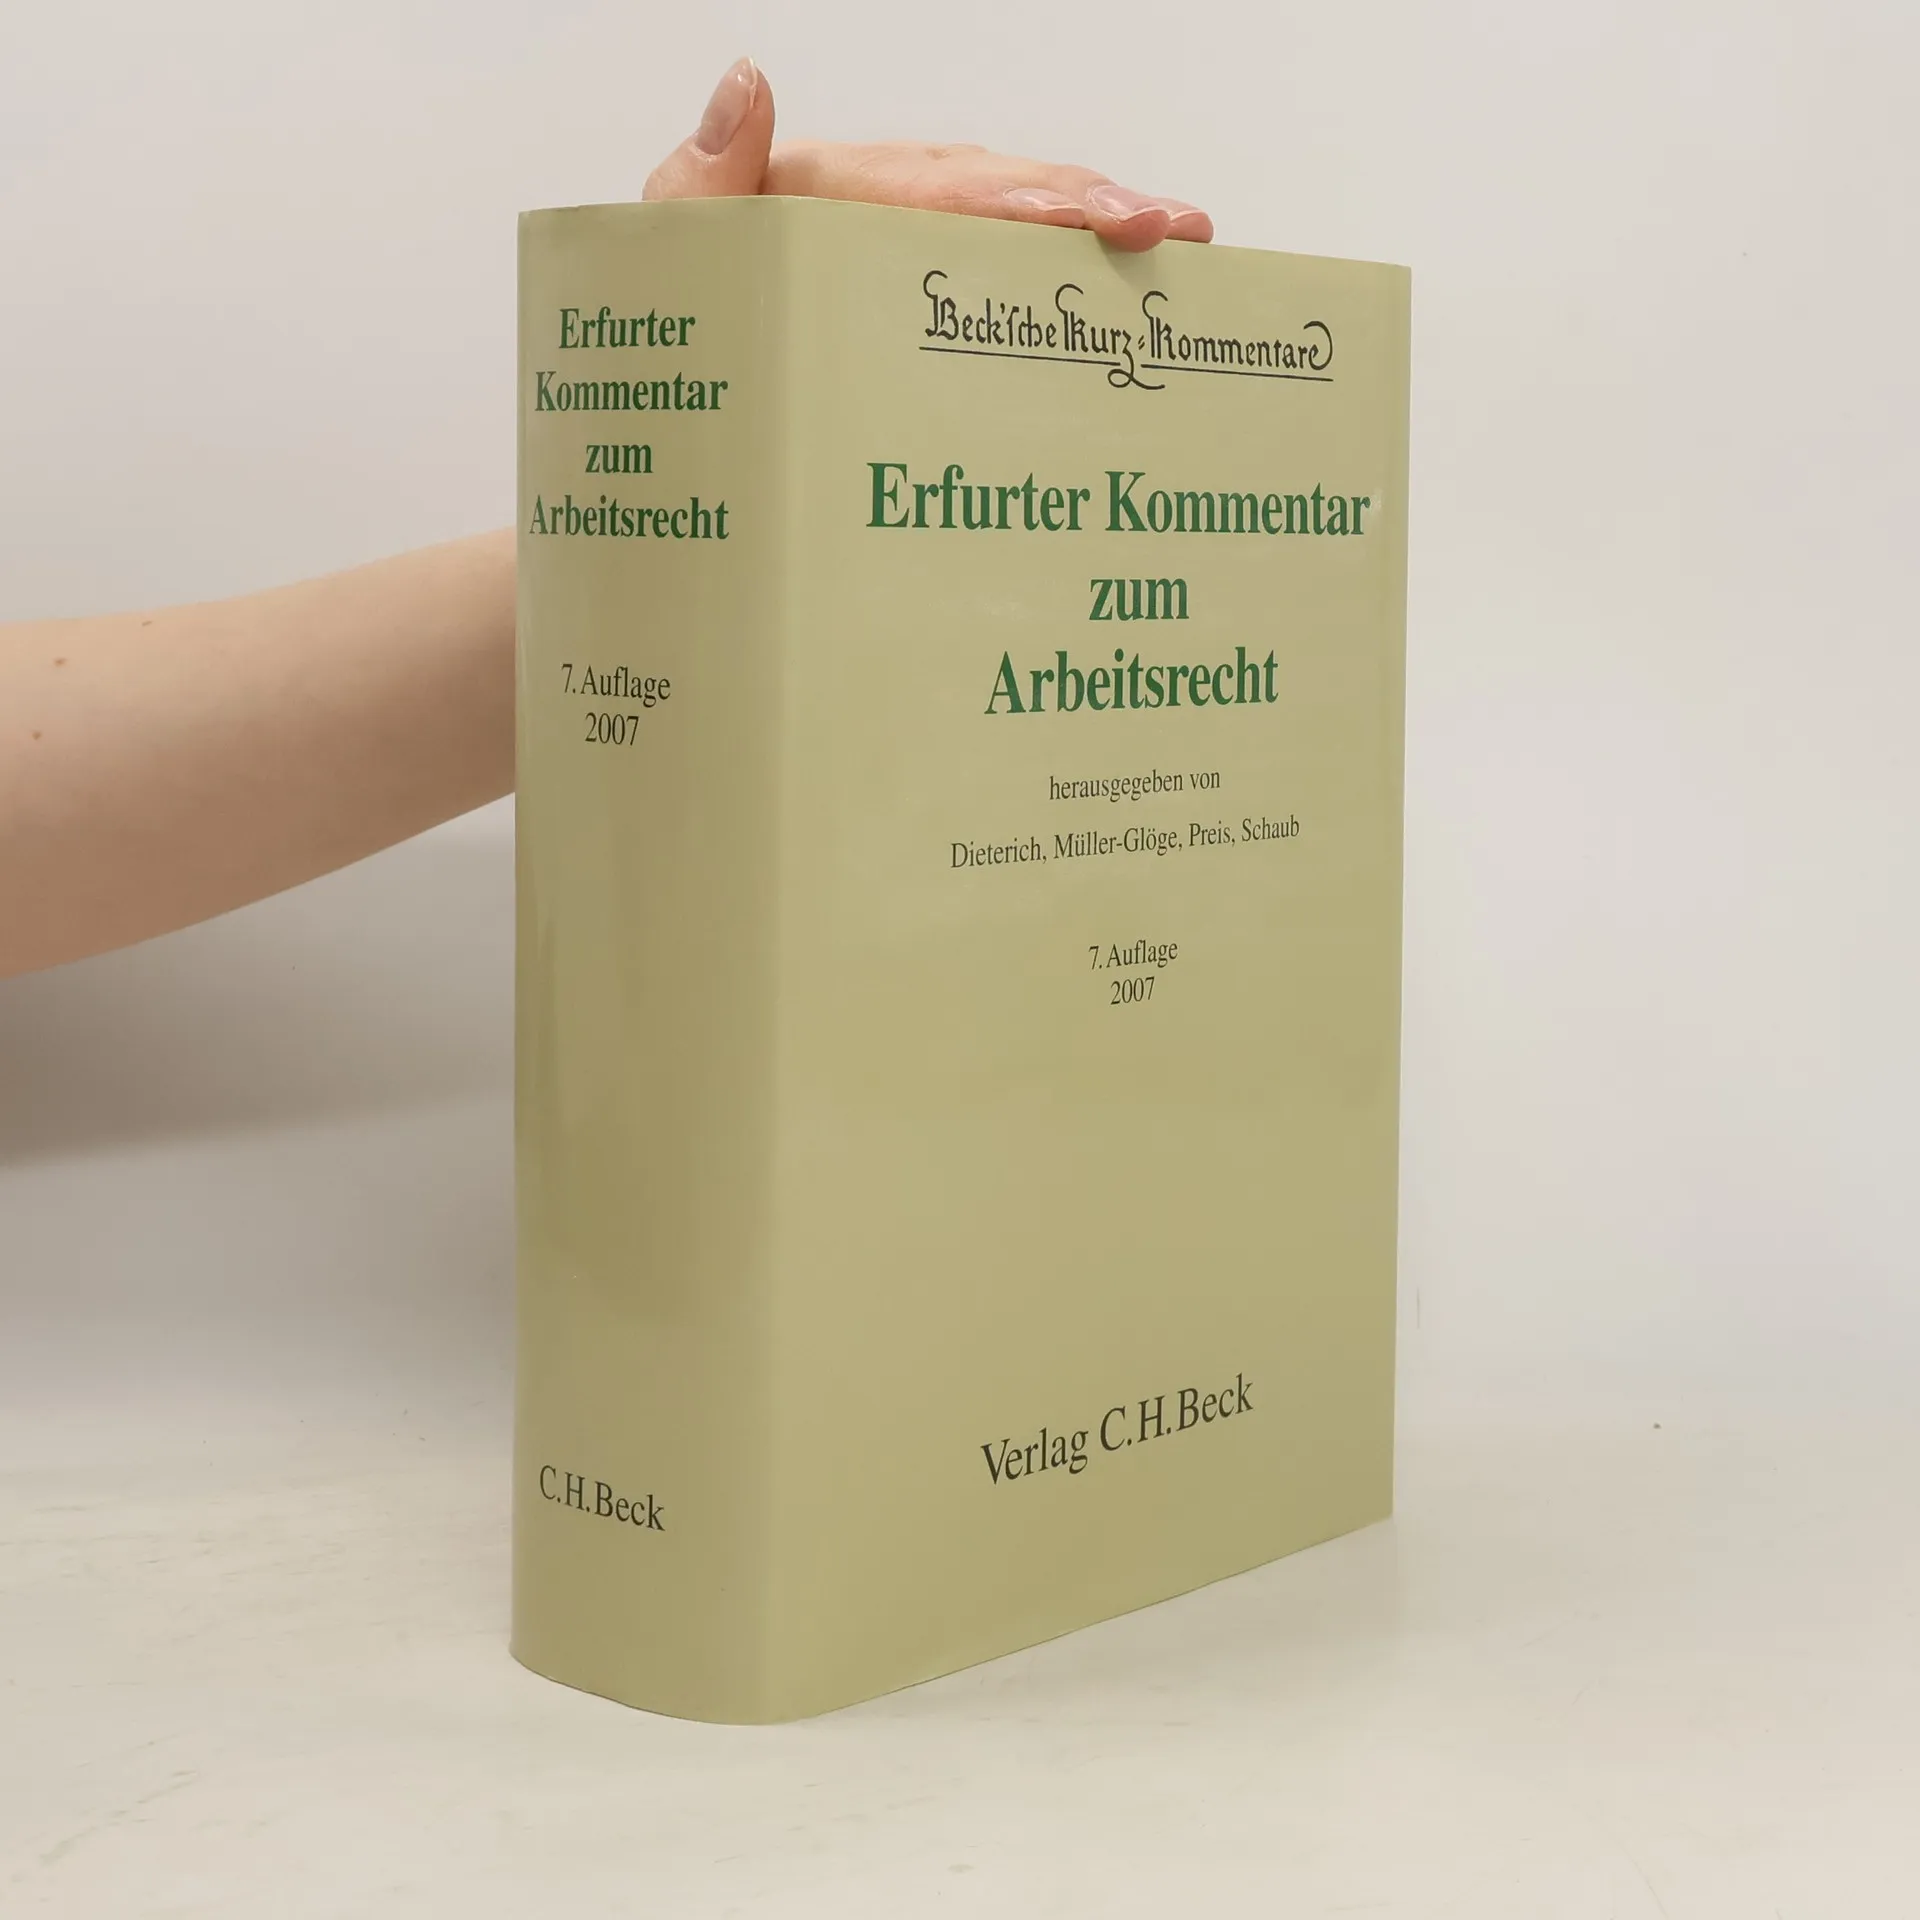 Erfurter
Kommentar
zum
Arbeitsrecht
7. Auflage
2007
C.H.Beck
Beck'sche Kurz-Kommentare
Erfurter Kommentar
zum
Arbeitsrecht
herausgegeben von
Dieterich, Müller-Glöge, Preis, Schaub
7. Auflage
2007
Verlag C.H.Beck